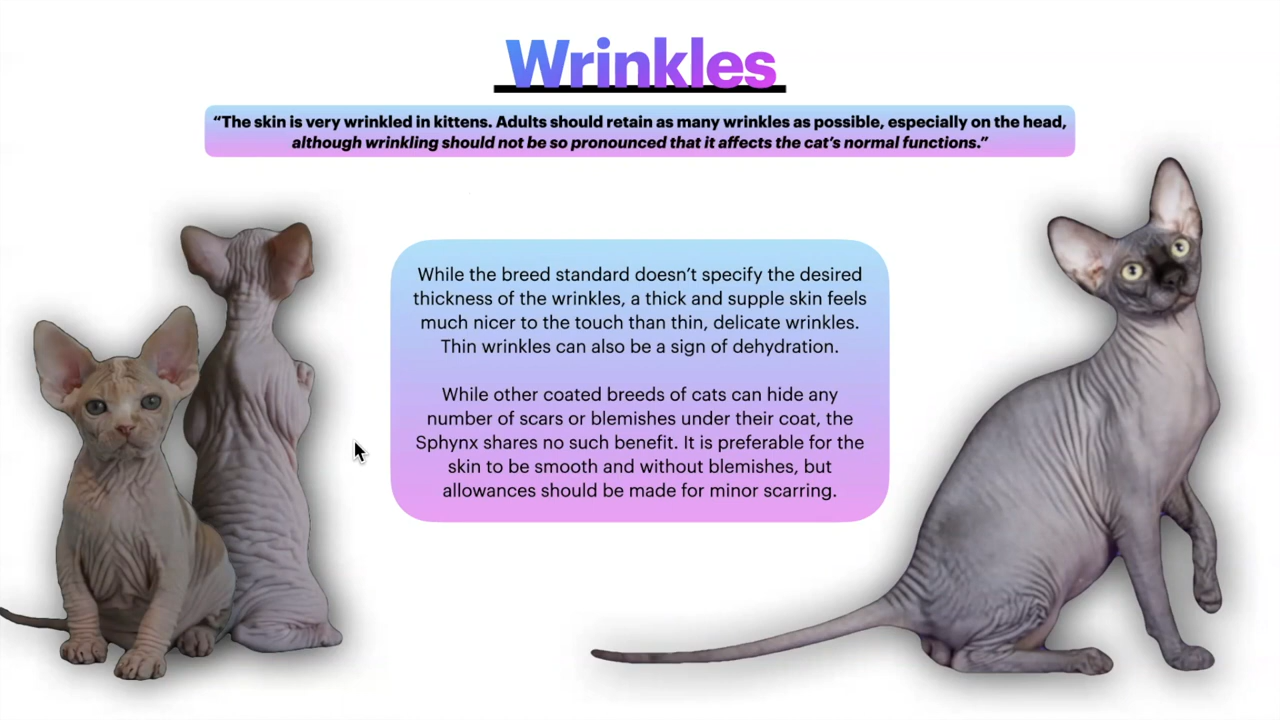 Wrinkles
“The skin is very wrinkled in kittens. Adults should retain as many wrinkles as possible, especially on the head,
although wrinkling should not be so pronounced that it affects the cat’s normal functions.”
While the breed standard doesn’t specify the desired
thickness of the wrinkles, a thick and supple skin feels
much nicer to the touch than thin, delicate wrinkles.
Thin wrinkles can also be a sign of dehydration.
While other coated breeds of cats can hide any
number of scars or blemishes under their coat, the
Sphynx shares no such benefit. It is preferable for the
skin to be smooth and without blemishes, but
allowances should be made for minor scarring.